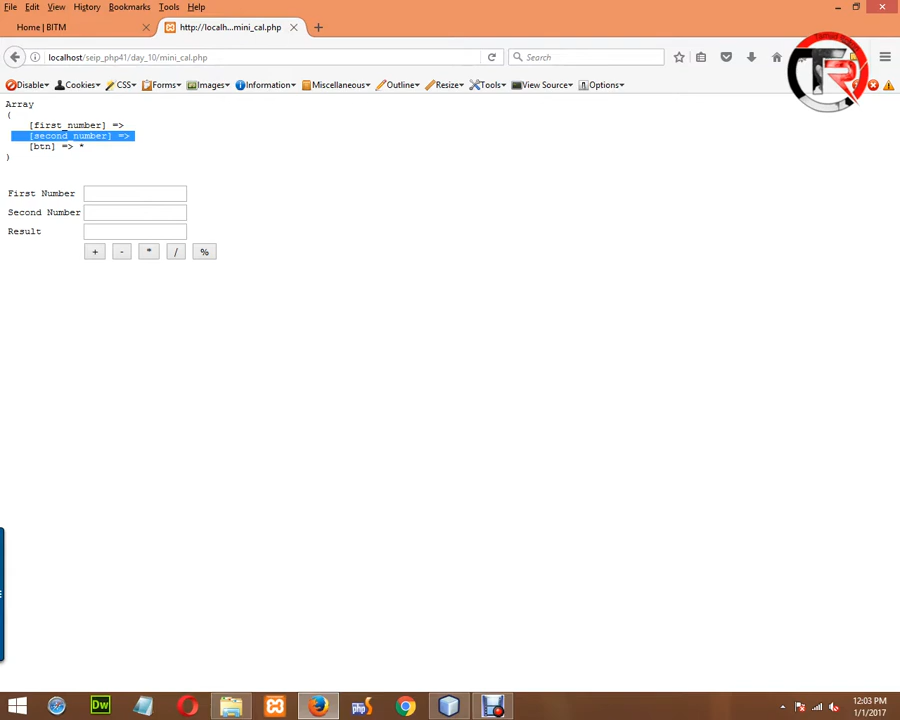 File Edit View History Bookmarks Tools Help
Home | BITM
http://localh...mini_cal.php
localhost/seip_php41/day_10/mini_cal.php
Search
Disable Cookies CSS Forms Images Information Miscellaneous Outline Resize Tools View Source Options
Array
(
[first_number] =>
[second_number] =>
[btn] => *
)
First Number
Second Number
Result
+ - * / %
TR
Dw
12:03 PM
1/1/2017